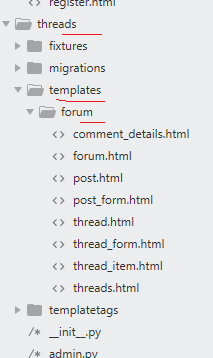 register.html
threads
fixtures
migrations
templates
forum
<> comment_details.html
<> forum.html
<> post.html
<> post_form.html
<> thread.html
<> thread_form.html
<> thread_item.html
<> threads.html
templatetags
/* __init__.py
/* admin.py